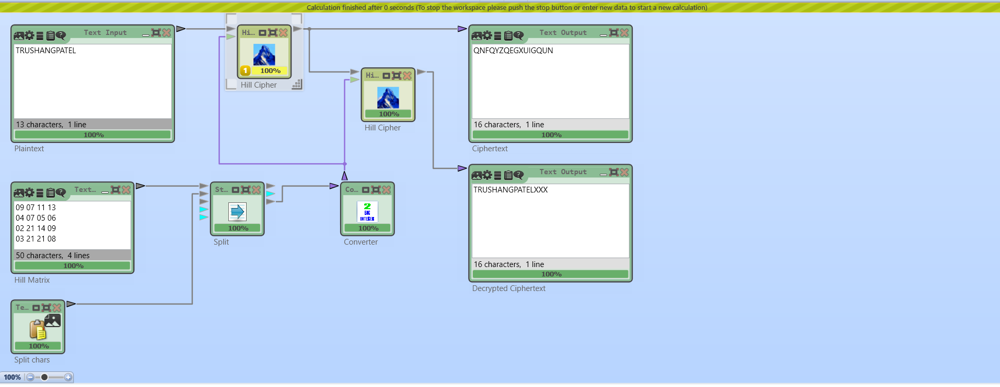 Calculation finished after 0 seconds (To stop the workspace please push the stop button or enter new data to start a new calculation)
Text Input
TRUSHANGPATEL
13 characters,  1 line
100%
Plaintext
Hi...
1
100%
Hill Cipher
Hi...
100%
Hill Cipher
Text Output
QNFQYZQEGXUIGQUN
16 characters,  1 line
100%
Ciphertext
Text Output
TRUSHANGPATELXXX
16 characters,  1 line
100%
Decrypted Ciphertext
Text...
09 07 11 13
04 07 05 06
02 21 14 09
03 21 21 08
50 characters,  4 lines
100%
Hill Matrix
St...
100%
Split
Co...
2
BIG
INTEGER
100%
Converter
Te...
100%
Split chars
100%